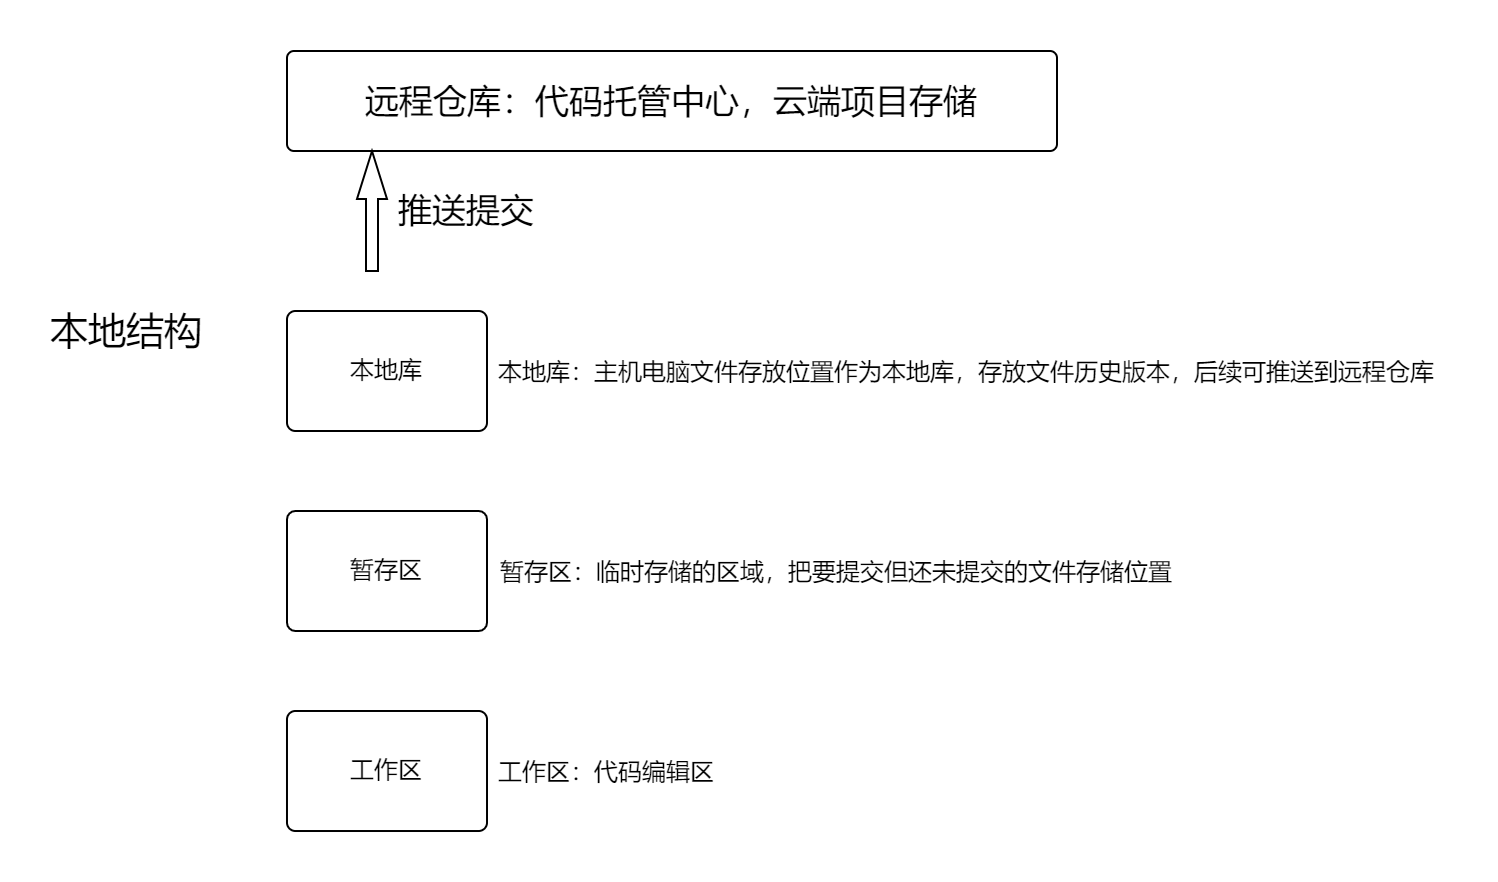 远程仓库：代码托管中心，云端项目存储
推送提交
本地结构
本地库
本地库：主机电脑文件存放位置作为本地库，存放文件历史版本，后续可推送到远程仓库
暂存区
暂存区：临时存储的区域，把要提交但还未提交的文件存储位置
工作区
工作区：代码编辑区